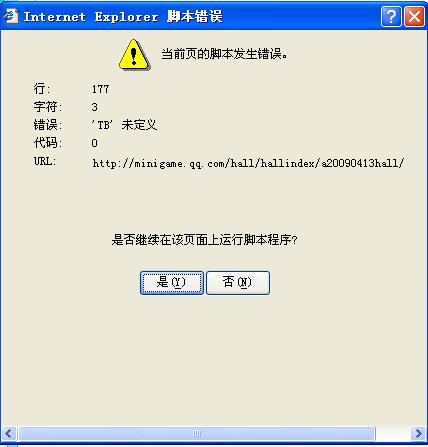 Internet Explorer 脚本错误
当前页的脚本发生错误。
行: 177
字符: 3
错误: 'TB' 未定义
代码: 0
URL: http://minigame.qq.com/hall/hallindex/a20090413hall/
是否继续在该页面上运行脚本程序?
是(Y) 否(N)